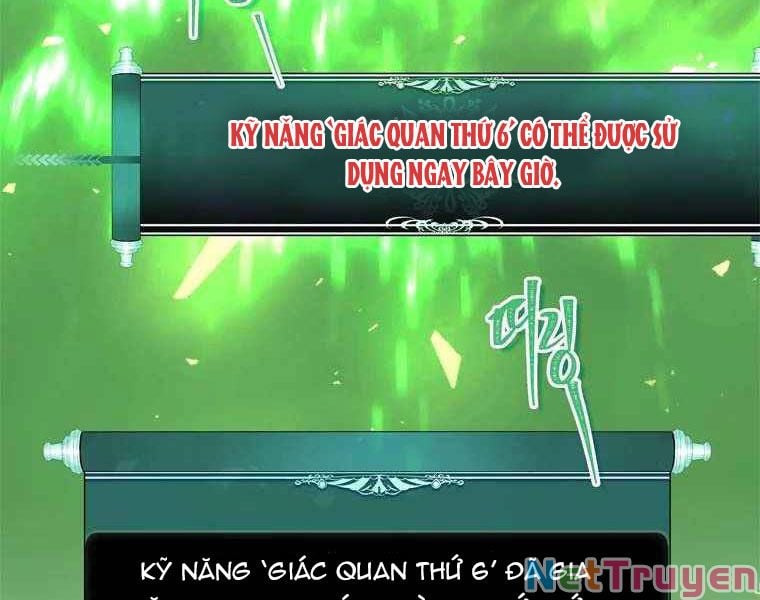 KỸ NĂNG 'GIÁC QUAN THỨ 6' CÓ THỂ ĐƯỢC SỬ
DỤNG NGAY BÂY GIỜ.
띠링
KỸ NĂNG 'GIÁC QUAN THỨ 6' ĐÃ GIA
NetTruyen